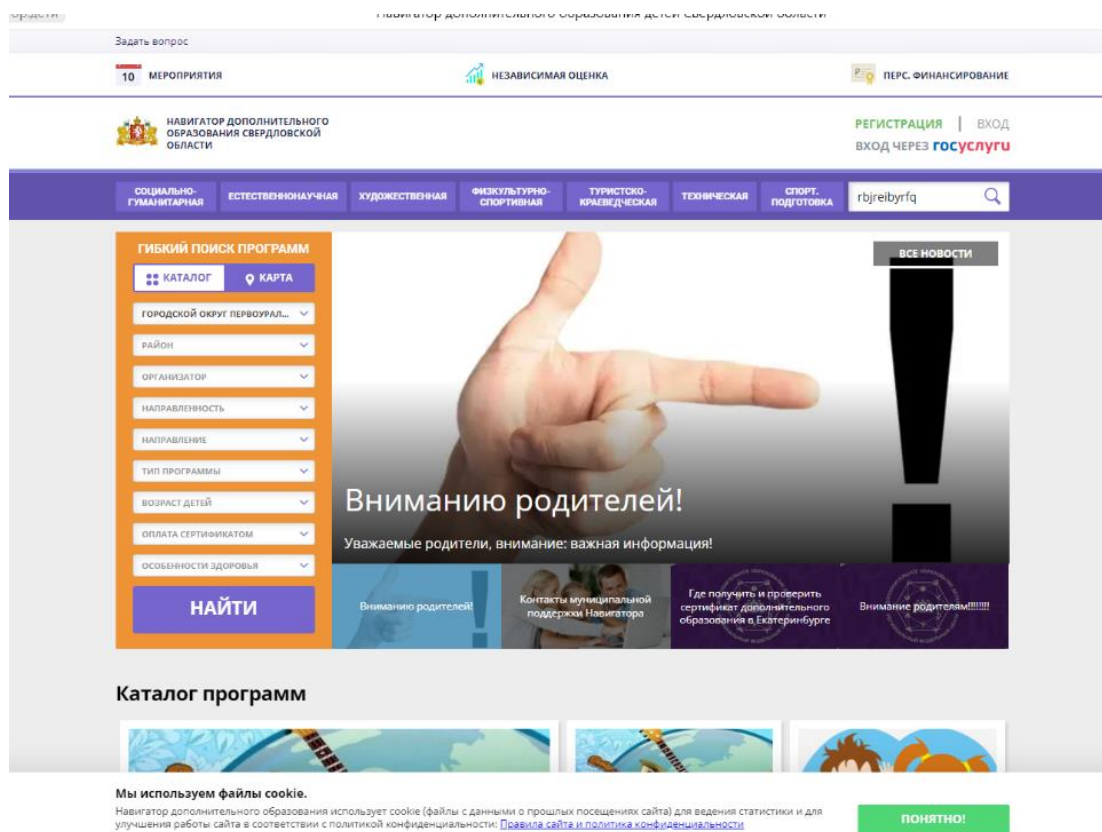 Навигатор дополнительного образования детей Свердловской области
Задать вопрос
10 МЕРОПРИЯТИЯ
НЕЗАВИСИМАЯ ОЦЕНКА
ПЕРС. ФИНАНСИРОВАНИЕ
НАВИГАТОР ДОПОЛНИТЕЛЬНОГО
ОБРАЗОВАНИЯ СВЕРДЛОВСКОЙ
ОБЛАСТИ
РЕГИСТРАЦИЯ | ВХОД
ВХОД ЧЕРЕЗ госуслуги
СОЦИАЛЬНО-
ГУМАНИТАРНАЯ
ЕСТЕСТВЕННОНАУЧНАЯ
ХУДОЖЕСТВЕННАЯ
ФИЗКУЛЬТУРНО-
СПОРТИВНАЯ
ТУРИСТСКО-
КРАЕВЕДЧЕСКАЯ
ТЕХНИЧЕСКАЯ
СПОРТ.
ПОДГОТОВКА
rbjreibyrfq
ГИБКИЙ ПОИСК ПРОГРАММ
КАТАЛОГ
КАРТА
ГОРОДСКОЙ ОКРУГ ПЕРВОУРАЛ...
РАЙОН
ОРГАНИЗАТОР
НАПРАВЛЕННОСТЬ
НАПРАВЛЕНИЕ
ТИП ПРОГРАММЫ
ВОЗРАСТ ДЕТЕЙ
ОПЛАТА СЕРТИФИКАТОМ
ОСОБЕННОСТИ ЗДОРОВЬЯ
НАЙТИ
ВСЕ НОВОСТИ
Вниманию родителей!
Уважаемые родители, внимание: важная информация!
Вниманию родителей!
Контакты муниципальной
поддержки Навигатора
Где получить и проверить
сертификат дополнительного
образования в Екатеринбурге
Внимание родителям!!!!!!!
Каталог программ
Мы используем файлы cookie.
Навигатор дополнительного образования использует cookie (файлы с данными о прошлых посещениях сайта) для ведения статистики и для
улучшения работы сайта в соответствии с политикой конфиденциальности: Правила сайта и политика конфиденциальности
ПОНЯТНО!